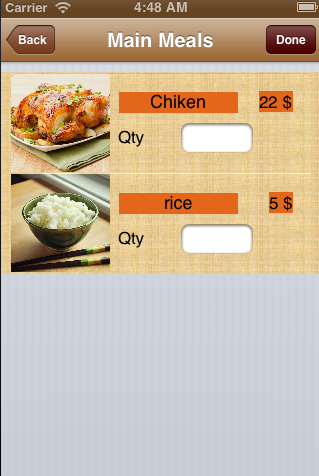 Carrier 4:48 AM
Back Main Meals Done
Chiken 22 $
Qty
rice 5 $
Qty